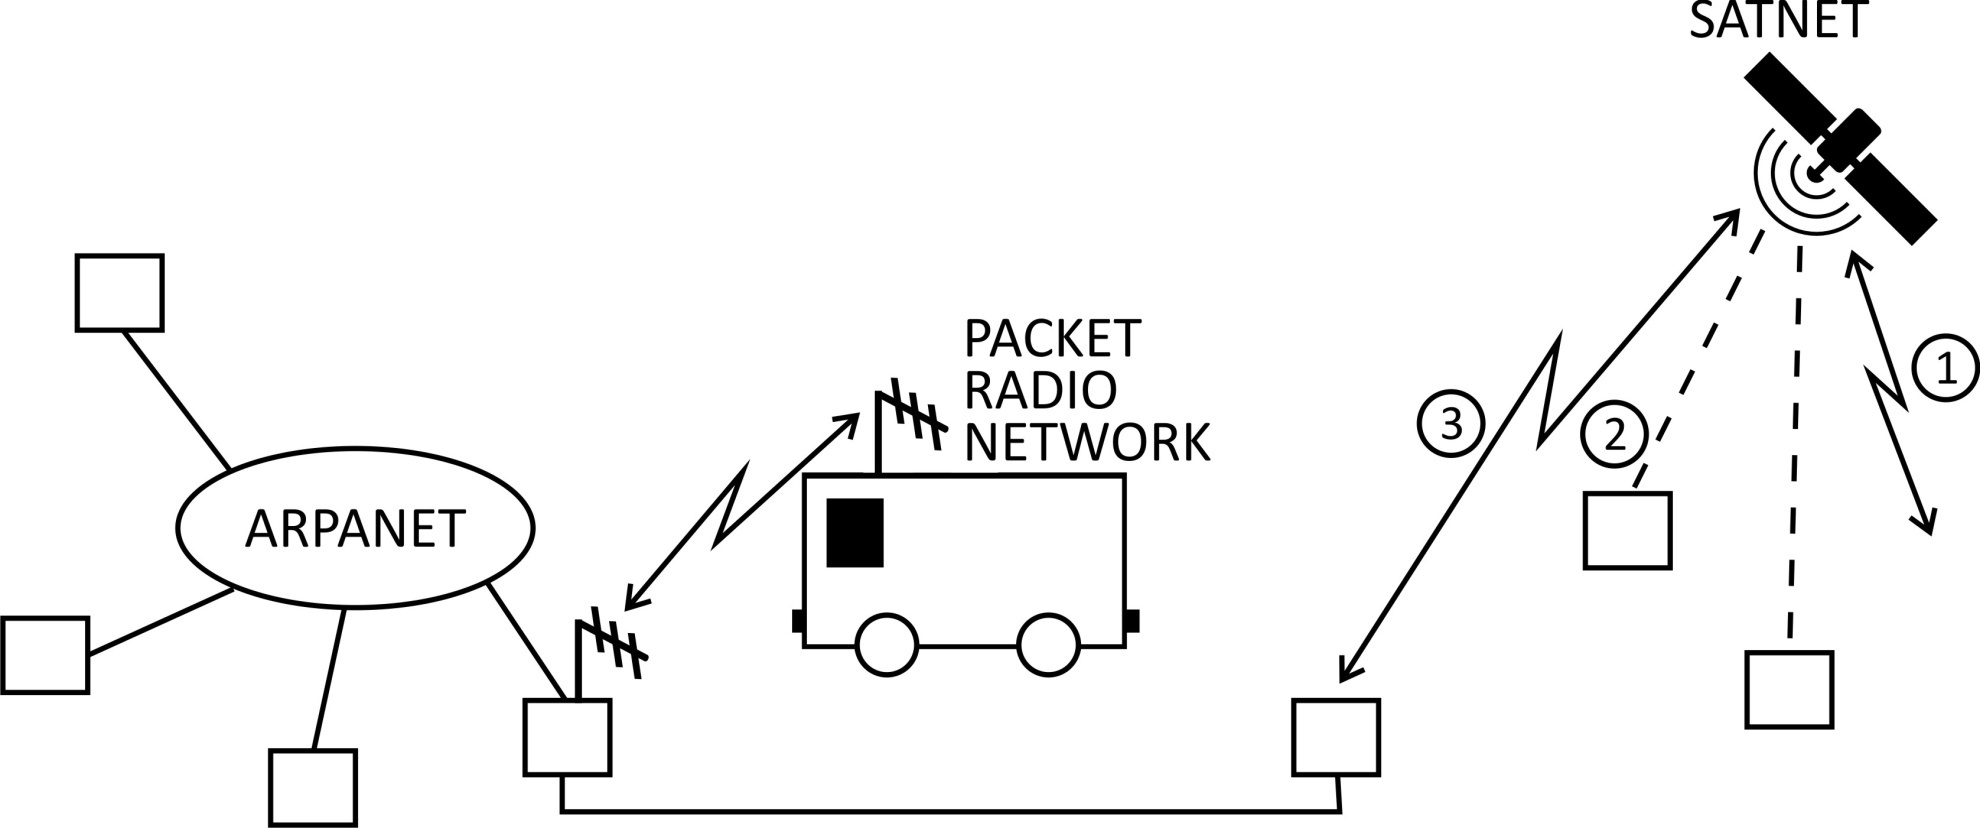 SATNET
PACKET
RADIO
NETWORK
1
3
2
ARPANET